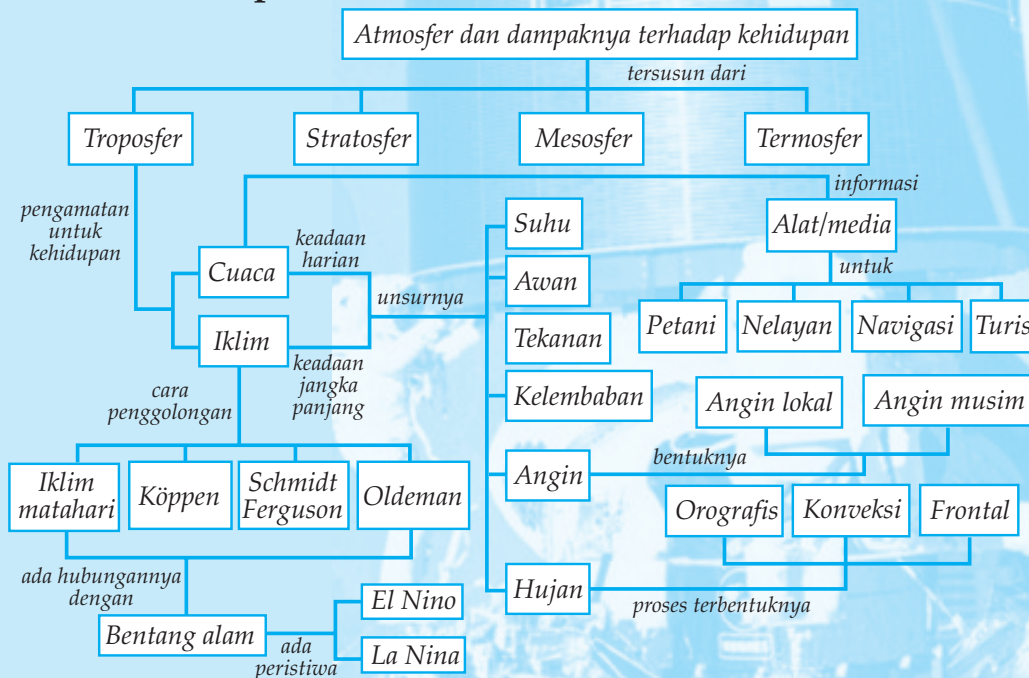 Atmosfer dan dampaknya terhadap kehidupan
tersusun dari
Troposfer
Stratosfer
Mesosfer
Termosfer
pengamatan
untuk
kehidupan
informasi
Cuaca
keadaan
harian
Iklim
keadaan
jangka
panjang
unsurnya
Suhu
Awan
Tekanan
Kelembaban
Angin
Hujan
Alat/media
untuk
Petani
Nelayan
Navigasi
Turis
Angin lokal
Angin musim
bentuknya
Orografis
Konveksi
Frontal
proses terbentuknya
cara
penggolongan
Iklim
matahari
Köppen
Schmidt
Ferguson
Oldeman
ada hubungannya
dengan
Bentang alam
ada
peristiwa
El Nino
La Nina